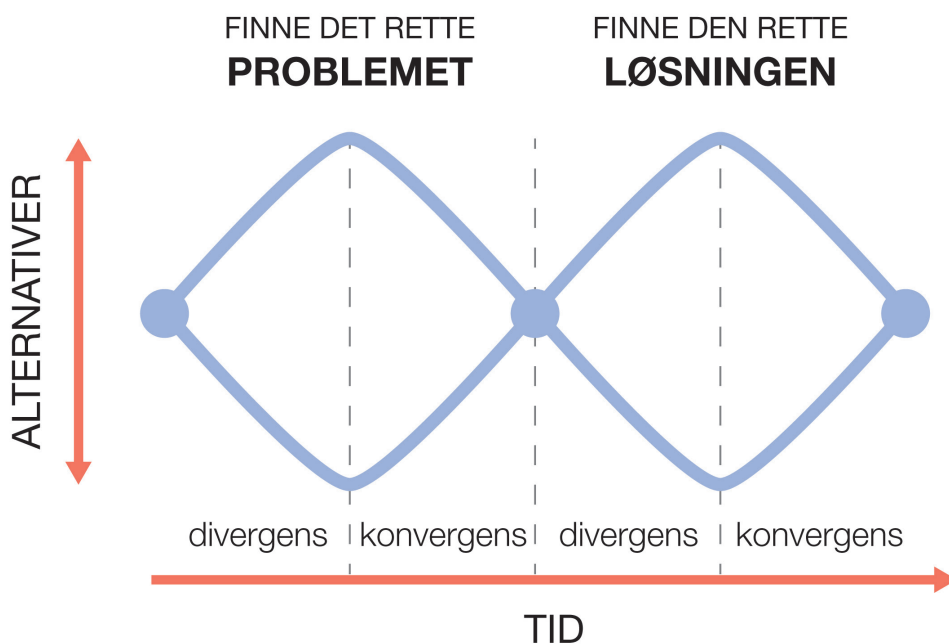 FINNE DET RETTE
PROBLEMET
FINNE DEN RETTE
LØSNINGEN
ALTERNATIVER
divergens
konvergens
divergens
konvergens
TID